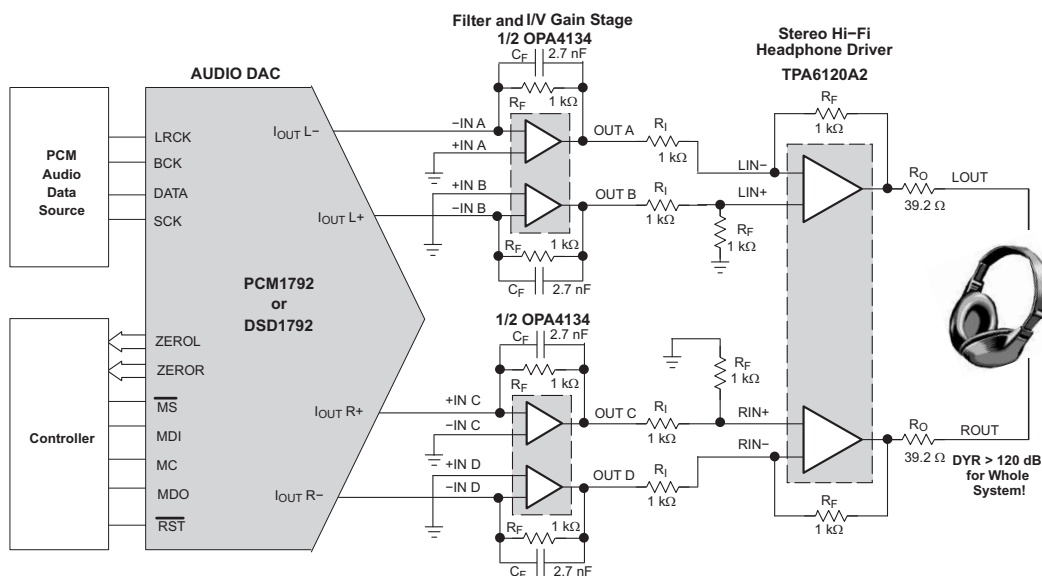 Filter and I/V Gain Stage
1/2 OPA4134
CF 2.7 nF
1 kΩ
RF
Stereo Hi−Fi
Headphone Driver
TPA6120A2
AUDIO DAC
PCM
Audio
Data
Source
LRCK
BCK
DATA
SCK
IOUT L−
IOUT L+
−IN A
+IN A
+IN B
−IN B
OUT A
OUT B
RI
1 kΩ
RI
1 kΩ
LIN−
LIN+
RF
1 kΩ
RF
1 kΩ
RO
39.2 Ω
LOUT
RF
1 kΩ
CF 2.7 nF
PCM1792
or
DSD1792
Controller
ZEROL
ZEROR
MS
MDI
MC
MDO
RST
IOUT R+
IOUT R−
1/2 OPA4134
CF 2.7 nF
1 kΩ
RF
+IN C
−IN C
+IN D
−IN D
OUT C
OUT D
RI
1 kΩ
RI
1 kΩ
RF
1 kΩ
RIN+
RIN−
RO
39.2 Ω
ROUT
RF
1 kΩ
RF
1 kΩ
CF 2.7 nF
DYR > 120 dB
for Whole
System!